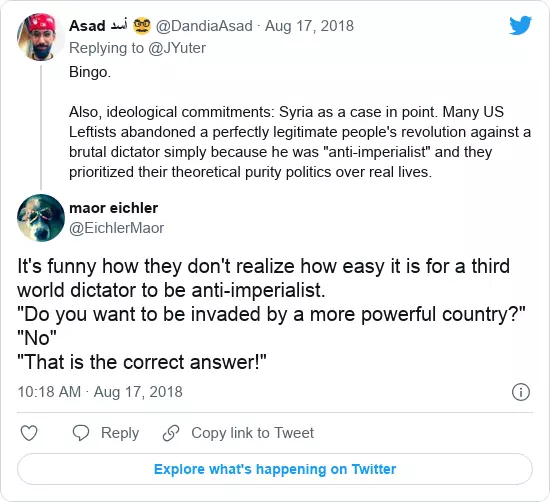 Asad أسد 🤓 @DandiaAsad · Aug 17, 2018
Replying to @JYuter
Bingo.
Also, ideological commitments: Syria as a case in point. Many US
Leftists abandoned a perfectly legitimate people's revolution against a
brutal dictator simply because he was "anti-imperialist" and they
prioritized their theoretical purity politics over real lives.
maor eichler
@EichlerMaor
It's funny how they don't realize how easy it is for a third
world dictator to be anti-imperialist.
"Do you want to be invaded by a more powerful country?"
"No"
"That is the correct answer!"
10:18 AM · Aug 17, 2018
Reply Copy link to Tweet
Explore what's happening on Twitter